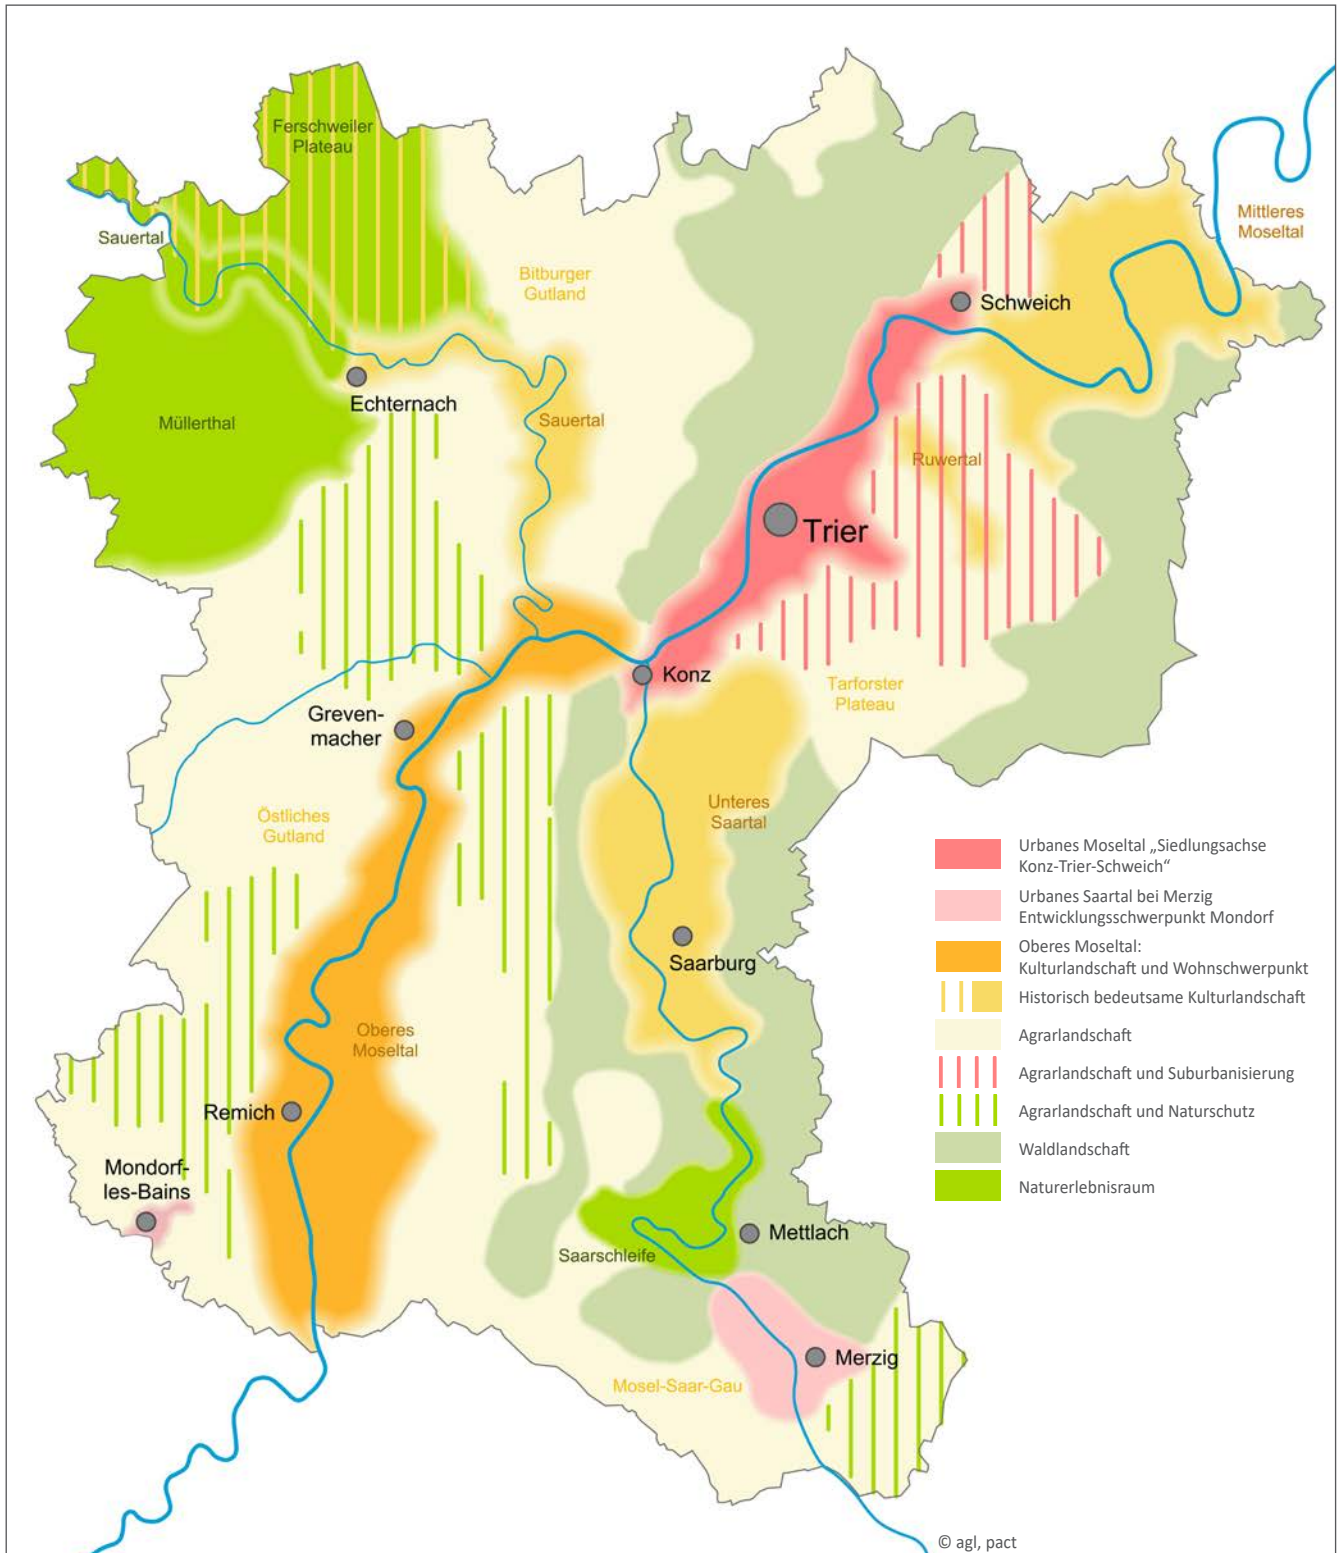 Ferschweiler
Plateau
Sauertal
Mittleres
Moseltal
Bitburger
Gutland
Schweich
Echternach
Müllerthal
Sauertal
Ruwertal
Trier
Konz
Tarforster
Plateau
Greven-
macher
Östliches
Gutland
Unteres
Saartal
Saarburg
Oberes
Moseltal
Remich
Mondorf-
les-Bains
Mettlach
Saarschleife
Merzig
Mosel-Saar-Gau
Urbanes Moseltal „Siedlungsachse
Konz-Trier-Schweich“
Urbanes Saartal bei Merzig
Entwicklungsschwerpunkt Mondorf
Oberes Moseltal:
Kulturlandschaft und Wohnschwerpunkt
Historisch bedeutsame Kulturlandschaft
Agrarlandschaft
Agrarlandschaft und Suburbanisierung
Agrarlandschaft und Naturschutz
Waldlandschaft
Naturerlebnisraum
© agl, pact